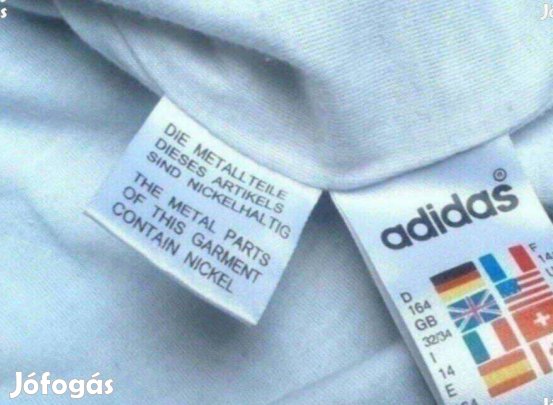 DIE METALLTEILE
DIESES ARTIKELS
SIND NICKELHALTIG
THE METAL PARTS
OF THIS GARMENT
CONTAIN NICKEL
adidas®
D
164
GB
32/34
I
14
E
F
14
Jófogás